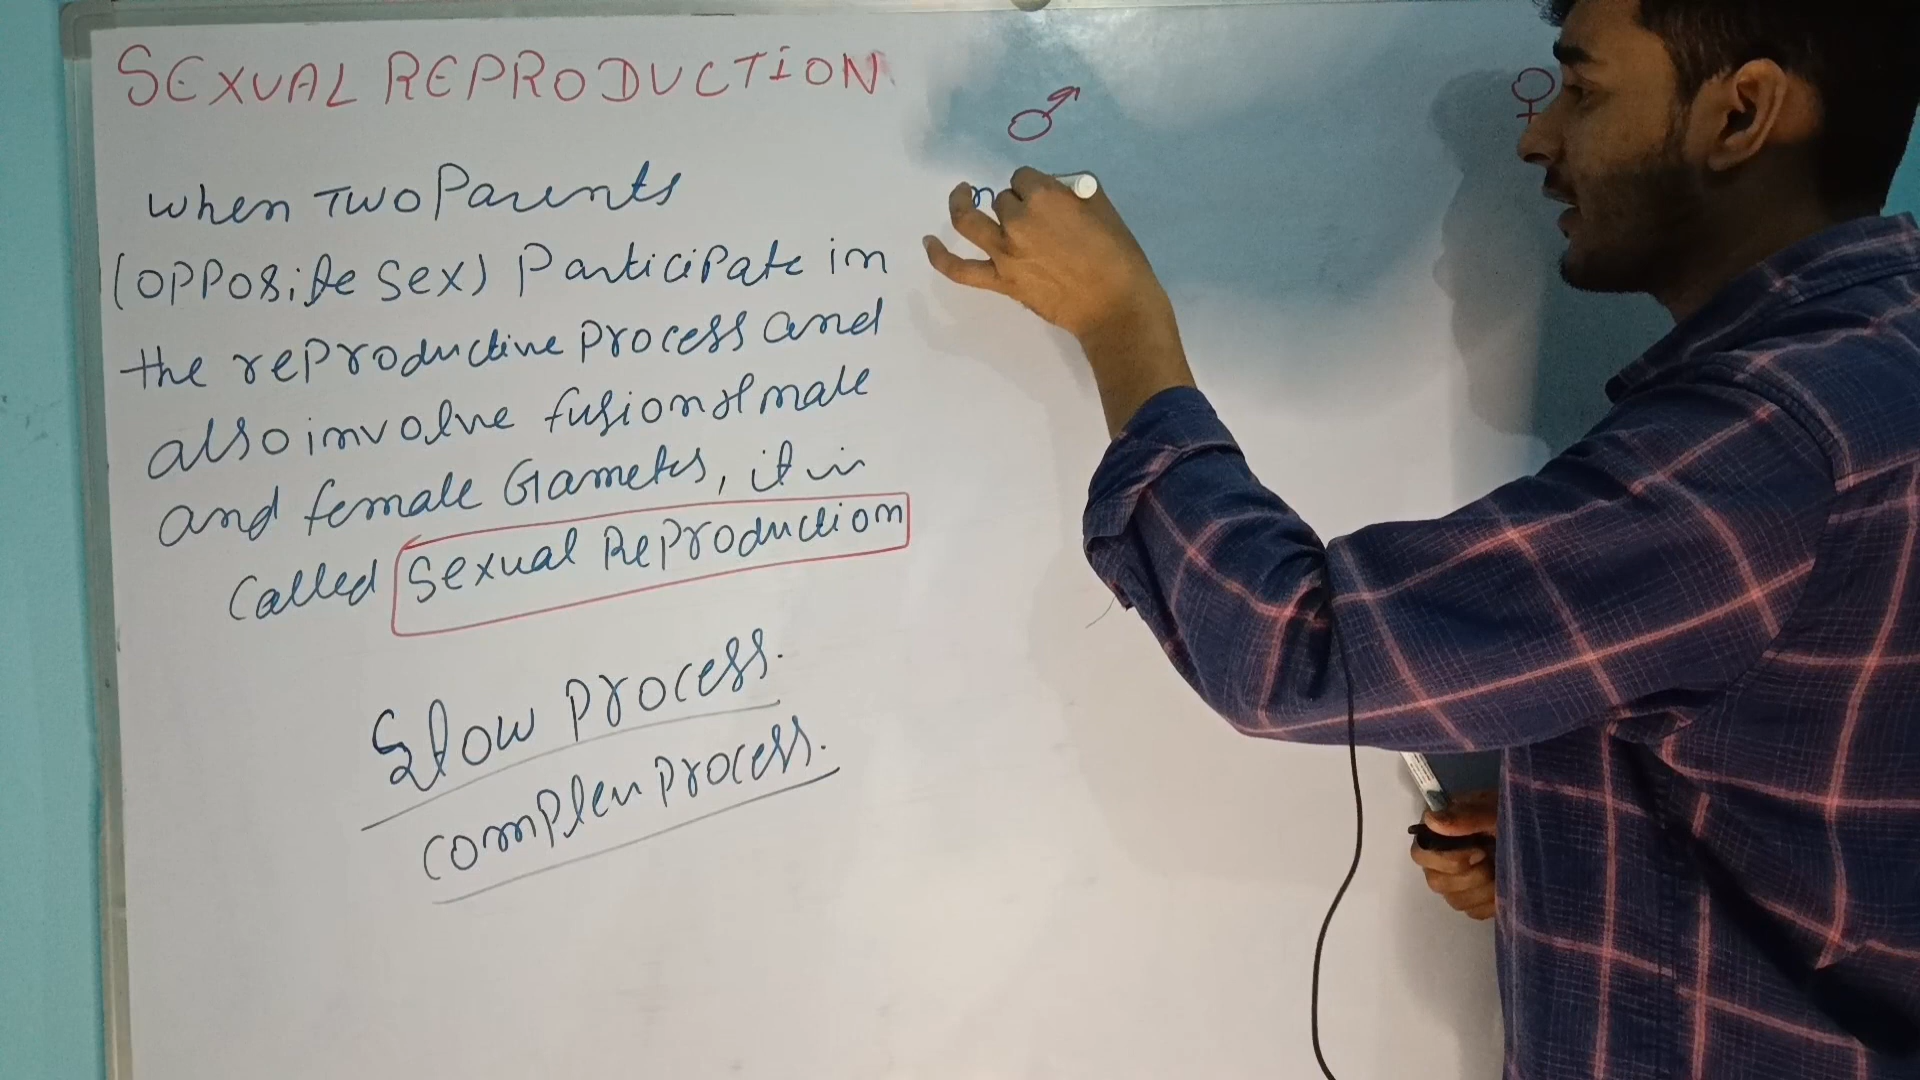 SEXUAL REPRODUCTION
♂
♀
when TWO Parents
(opposite sex) Participate in
the reproductive process and
also involve fusion of male
and female Gametes, it is
called Sexual Reproduction
Slow process.
complex process.